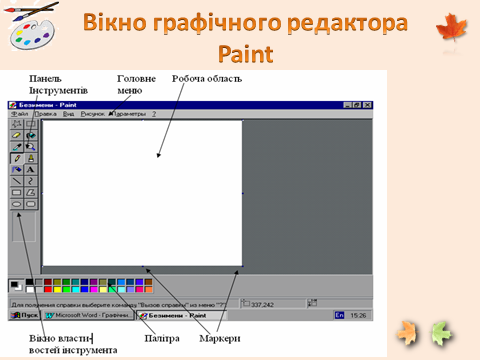 Вікно графічного редактора
Paint
Панель
Інструментів
Головне
меню
Робоча область
Безимени - Paint
Файл Правка Вид Рисунок Параметры ?
Для получения справки выберите команду "Вызов справки" из меню "?"
337,242
Пуск
Microsoft Word - Графічни...
Безимени - Paint
En
15:26
Вікно власти-
востей інструмента
Палітра
Маркери